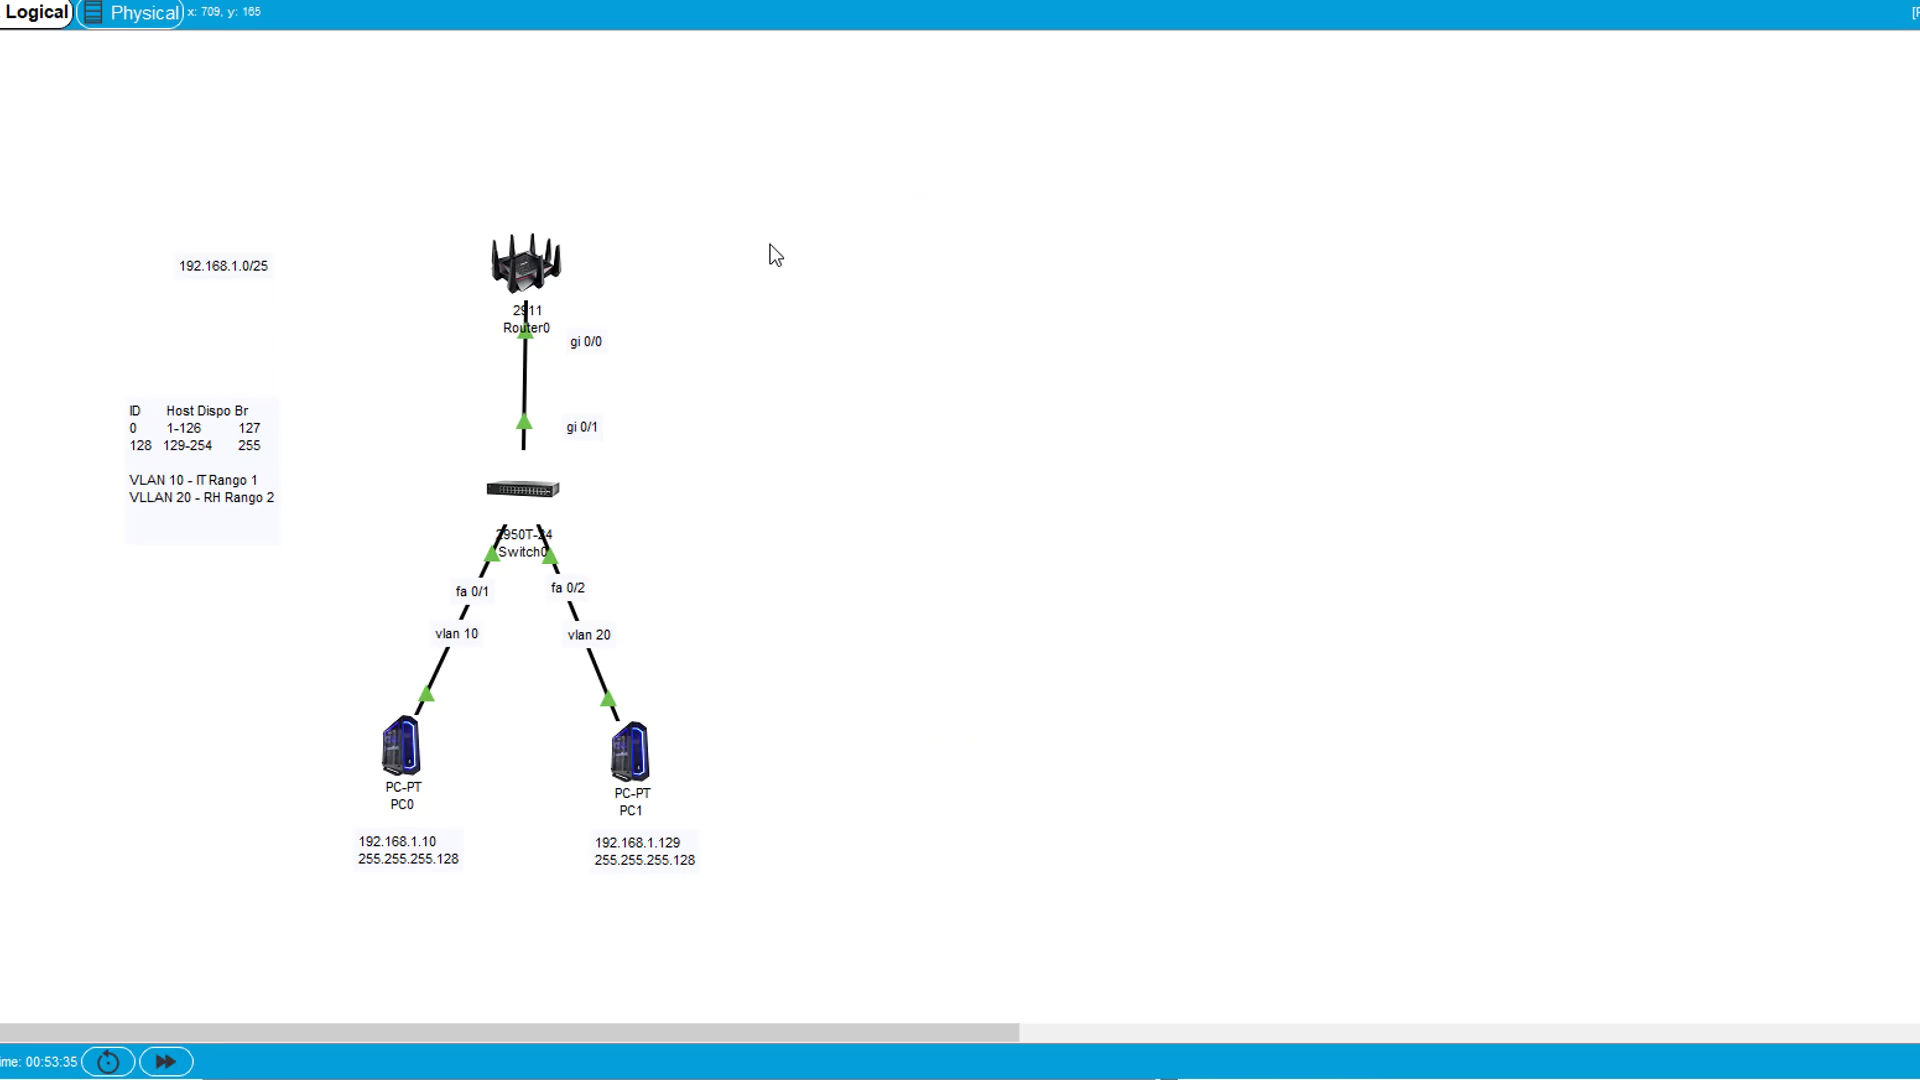 Logical
Physical
x: 709, y: 165
192.168.1.0/25
2911
Router0
gi 0/0
gi 0/1
ID Host Dispo Br
0 1-126 127
128 129-254 255
VLAN 10 - IT Rango 1
VLLAN 20 - RH Rango 2
2950T-24
Switch0
fa 0/1
fa 0/2
vlan 10
vlan 20
PC-PT
PC0
PC-PT
PC1
192.168.1.10
255.255.255.128
192.168.1.129
255.255.255.128
ime: 00:53:35